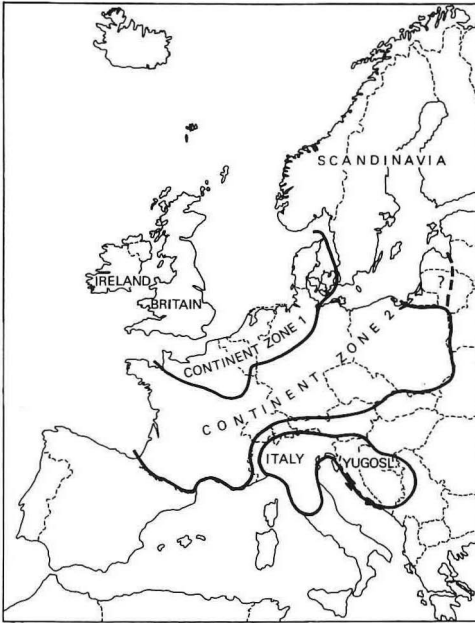 SCANDINAVIA
IRELAND
BRITAIN
CONTINENT ZONE 1
?
CONTINENT ZONE 2
ITALY
YUGOSL.